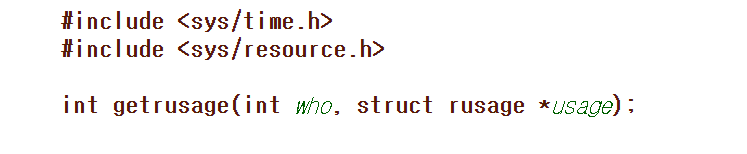 #include <sys/time.h>
#include <sys/resource.h>
int getrusage(int who, struct rusage *usage);